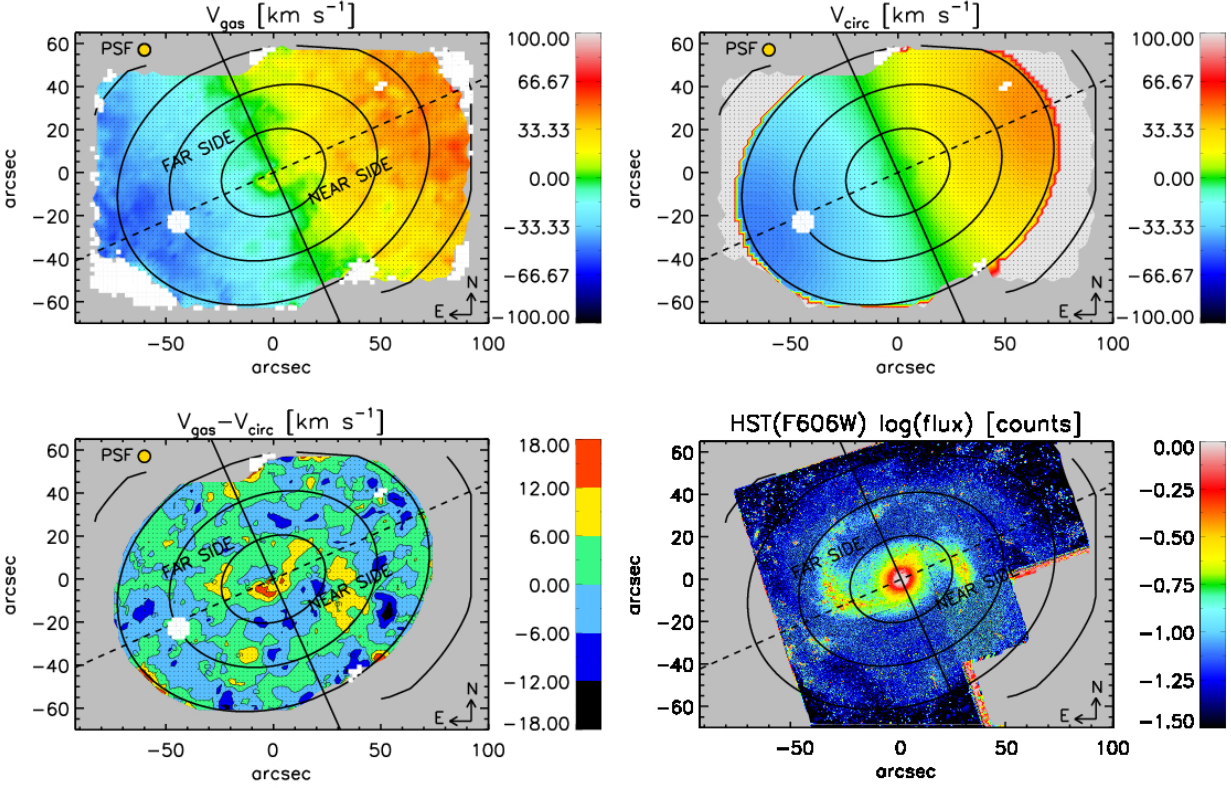 V_gas [km s⁻¹]
PSF
FAR SIDE
NEAR SIDE
N
E
60
40
20
0
−20
−40
−60
arcsec
−50
0
50
100
arcsec
100.00
66.67
33.33
0.00
−33.33
−66.67
−100.00
V_circ [km s⁻¹]
PSF
N
E
60
40
20
0
−20
−40
−60
arcsec
−50
0
50
100
arcsec
100.00
66.67
33.33
0.00
−33.33
−66.67
−100.00
V_gas−V_circ [km s⁻¹]
PSF
FAR SIDE
NEAR SIDE
N
E
60
40
20
0
−20
−40
−60
arcsec
−50
0
50
100
arcsec
18.00
12.00
6.00
0.00
−6.00
−12.00
−18.00
HST(F606W) log(flux) [counts]
FAR SIDE
NEAR SIDE
N
E
60
40
20
0
−20
−40
−60
arcsec
−50
0
50
100
arcsec
0.00
−0.25
−0.50
−0.75
−1.00
−1.25
−1.50